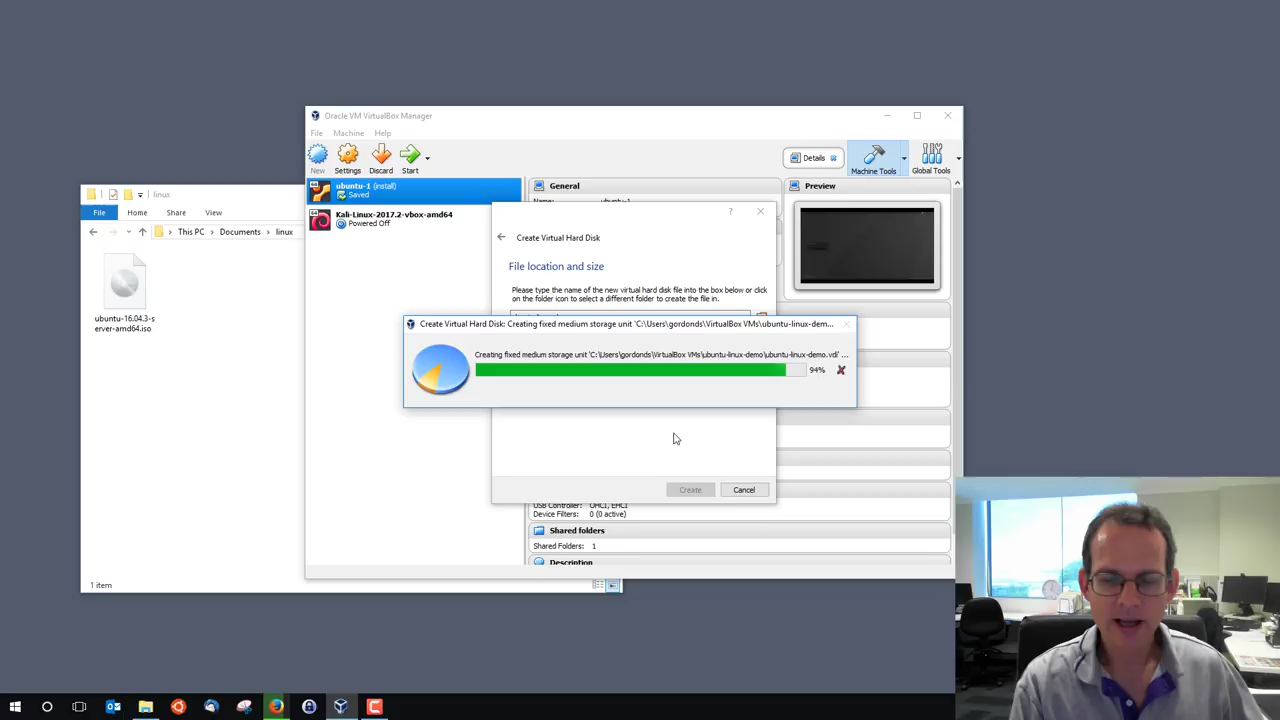 Oracle VM VirtualBox Manager
File Machine Help
New Settings Discard Start
Details Machine Tools Global Tools
ubuntu-1 (install)
Saved
Kali-Linux-2017.2-vbox-amd64
Powered Off
General
Name: ubuntu-1
Preview
linux
File Home Share View
This PC > Documents > linux
ubuntu-16.04.3-s
erver-amd64.iso
1 item
?
Create Virtual Hard Disk
File location and size
Please type the name of the new virtual hard disk file into the box below or click
on the folder icon to select a different folder to create the file in.
Create Virtual Hard Disk: Creating fixed medium storage unit 'C:\Users\gordonds\VirtualBox VMs\ubuntu-linux-dem...
Creating fixed medium storage unit 'C:\Users\gordonds\VirtualBox VMs\ubuntu-linux-demo\ubuntu-linux-demo.vdi' ...
94%
Create Cancel
USB Controller: OHCI, EHCI
Device Filters: 0 (0 active)
Shared folders
Shared Folders: 1
Description